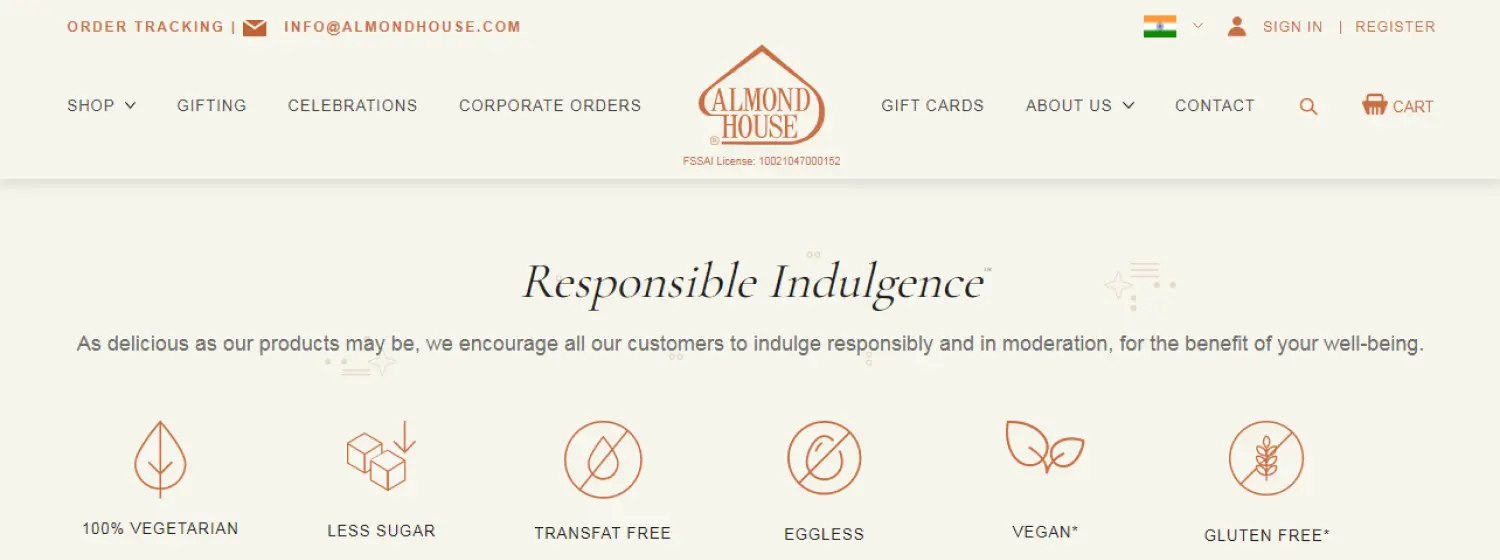 ORDER TRACKING | INFO@ALMONDHOUSE.COM
SIGN IN | REGISTER
SHOP GIFTING CELEBRATIONS CORPORATE ORDERS
ALMOND
HOUSE
®
FSSAI License: 10021047000152
GIFT CARDS ABOUT US CONTACT CART
Responsible Indulgence™
As delicious as our products may be, we encourage all our customers to indulge responsibly and in moderation, for the benefit of your well-being.
100% VEGETARIAN
LESS SUGAR
TRANSFAT FREE
EGGLESS
VEGAN*
GLUTEN FREE*